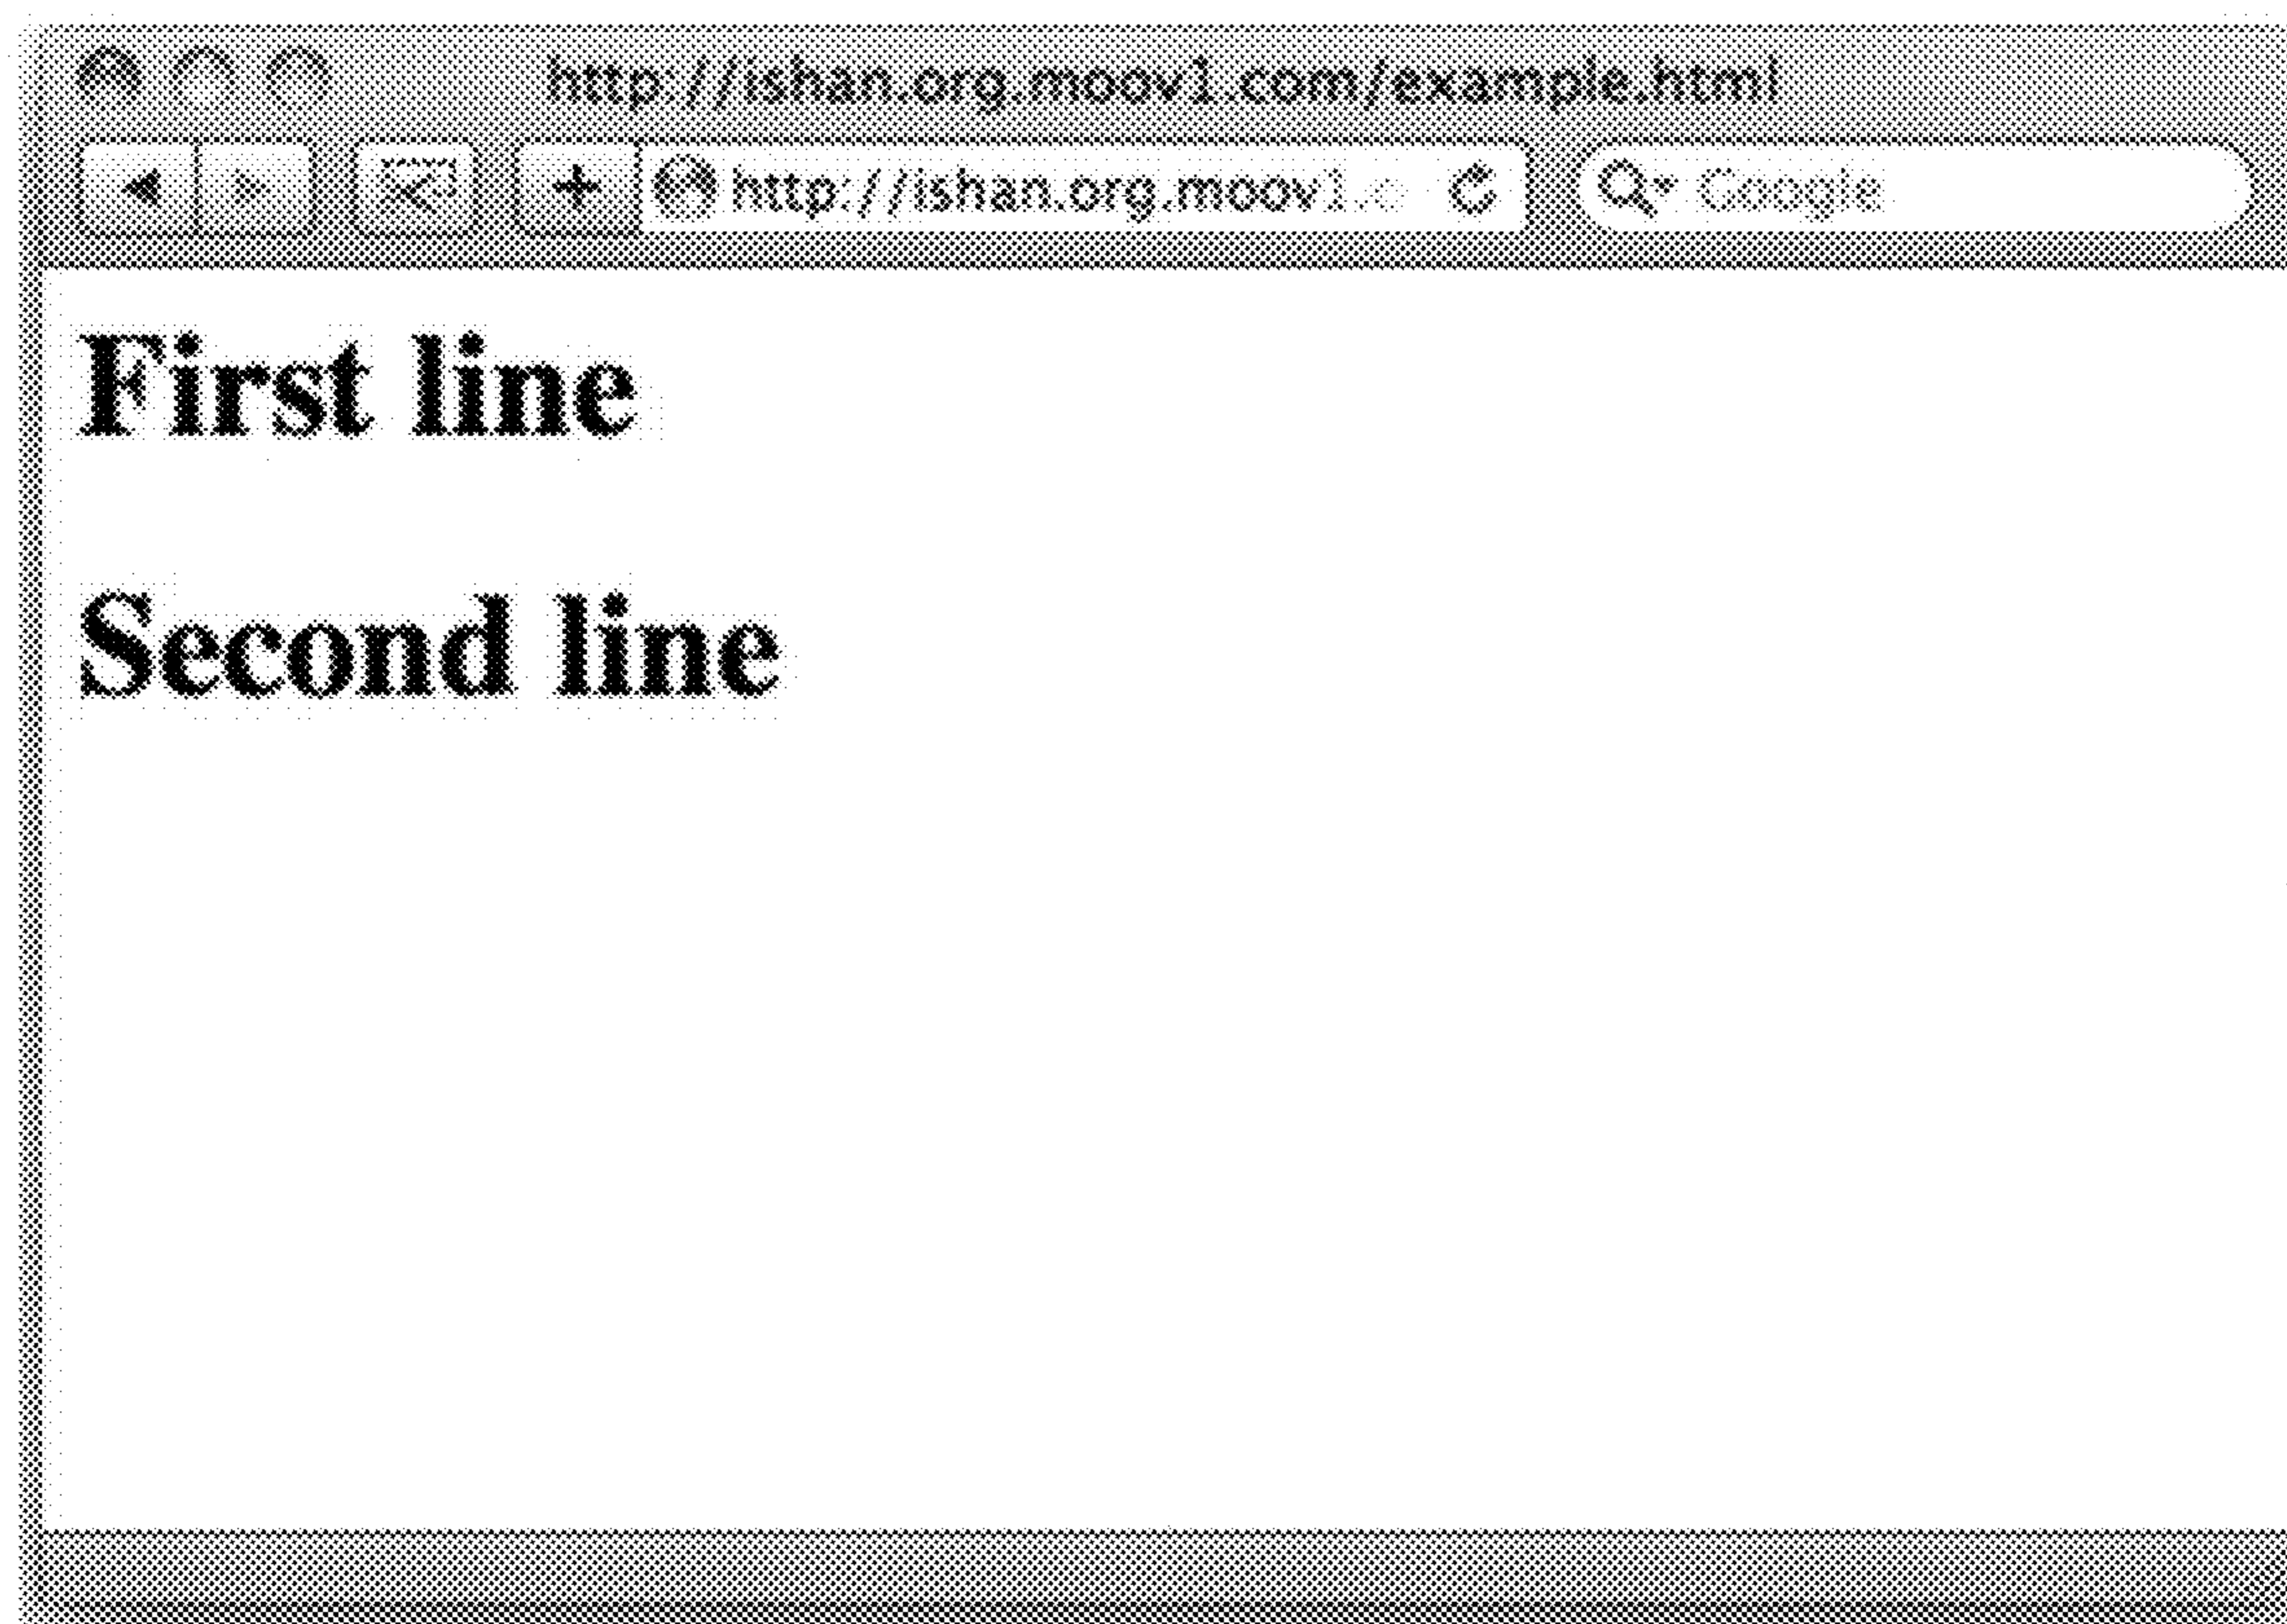 http://ishan.org.moov1.com/example.html
http://ishan.org.moov1.c Google
First line
Second line